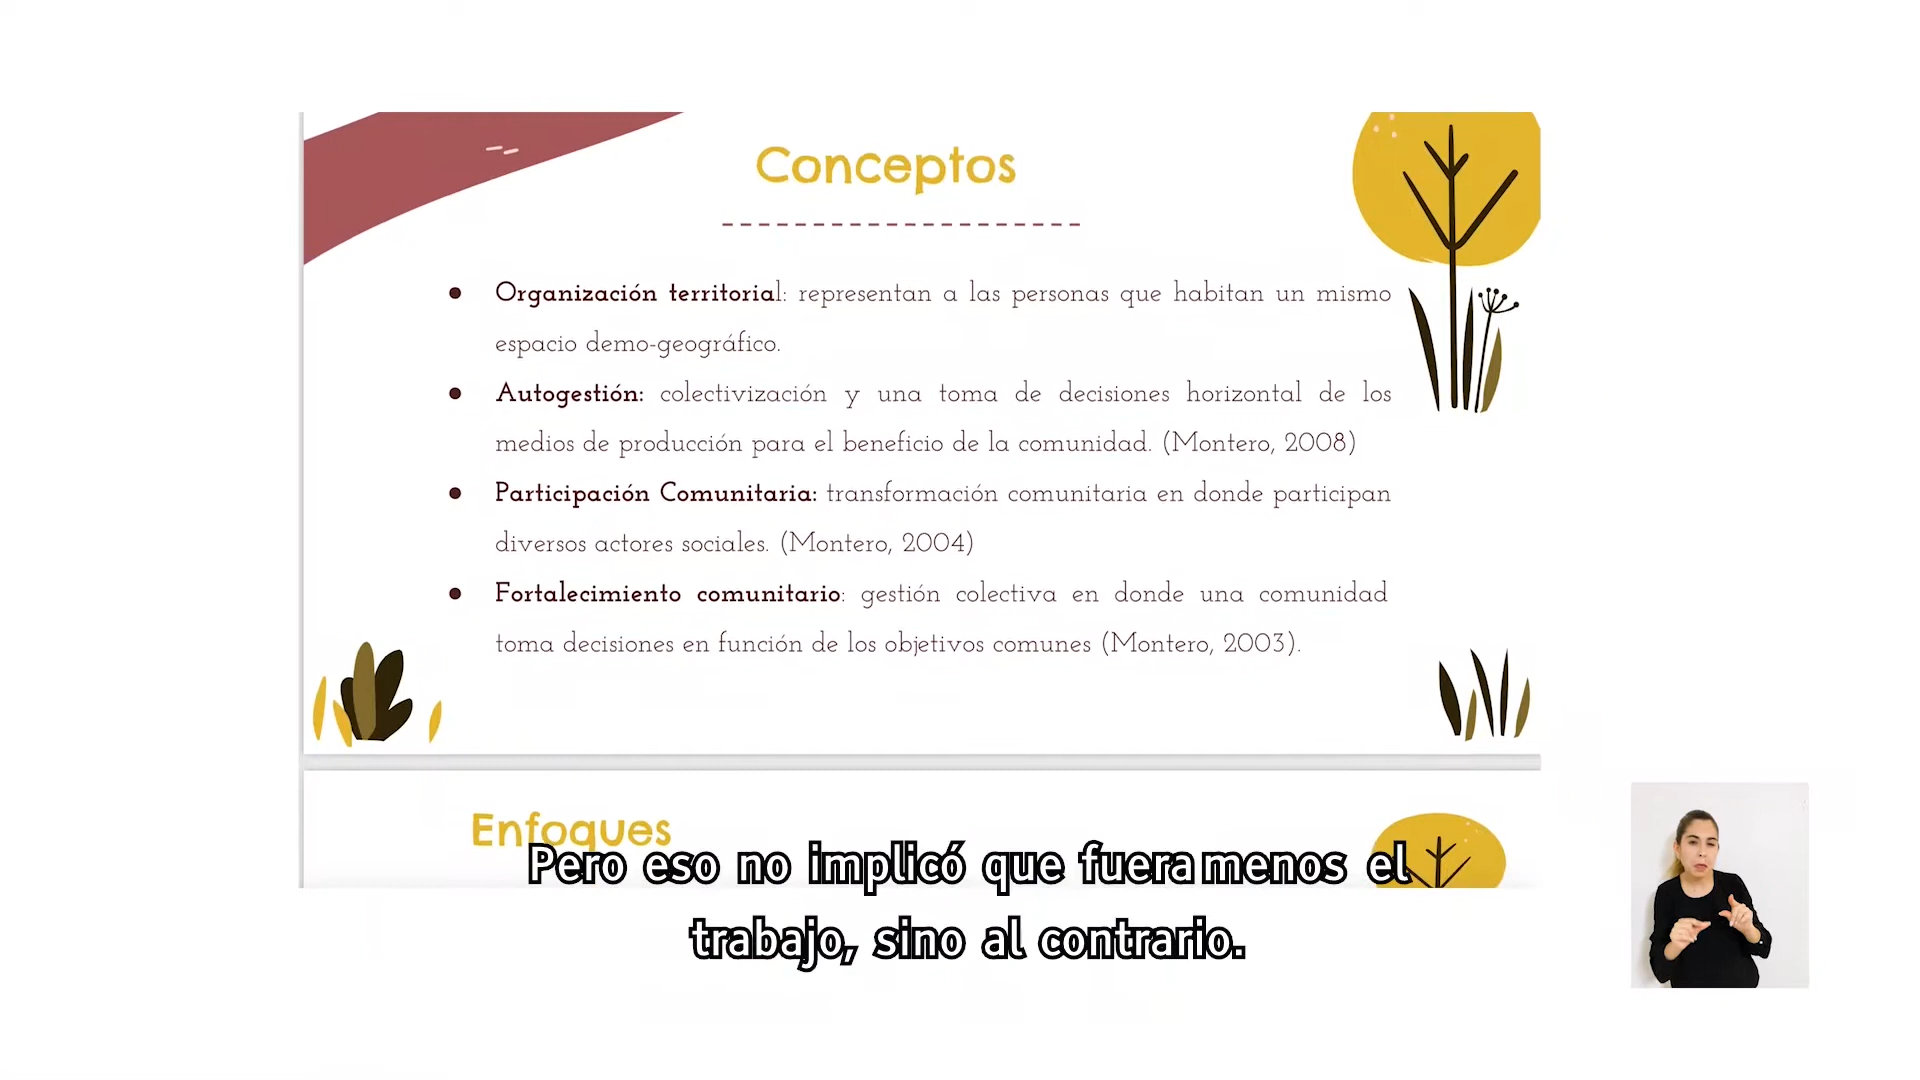 Conceptos
● Organización territorial: representan a las personas que habitan un mismo
espacio demo-geográfico.
● Autogestión: colectivización y una toma de decisiones horizontal de los
medios de producción para el beneficio de la comunidad. (Montero, 2008)
● Participación Comunitaria: transformación comunitaria en donde participan
diversos actores sociales. (Montero, 2004)
● Fortalecimiento comunitario: gestión colectiva en donde una comunidad
toma decisiones en función de los objetivos comunes (Montero, 2003).
Enfoques
Pero eso no implicó que fuera menos el
trabajo, sino al contrario.